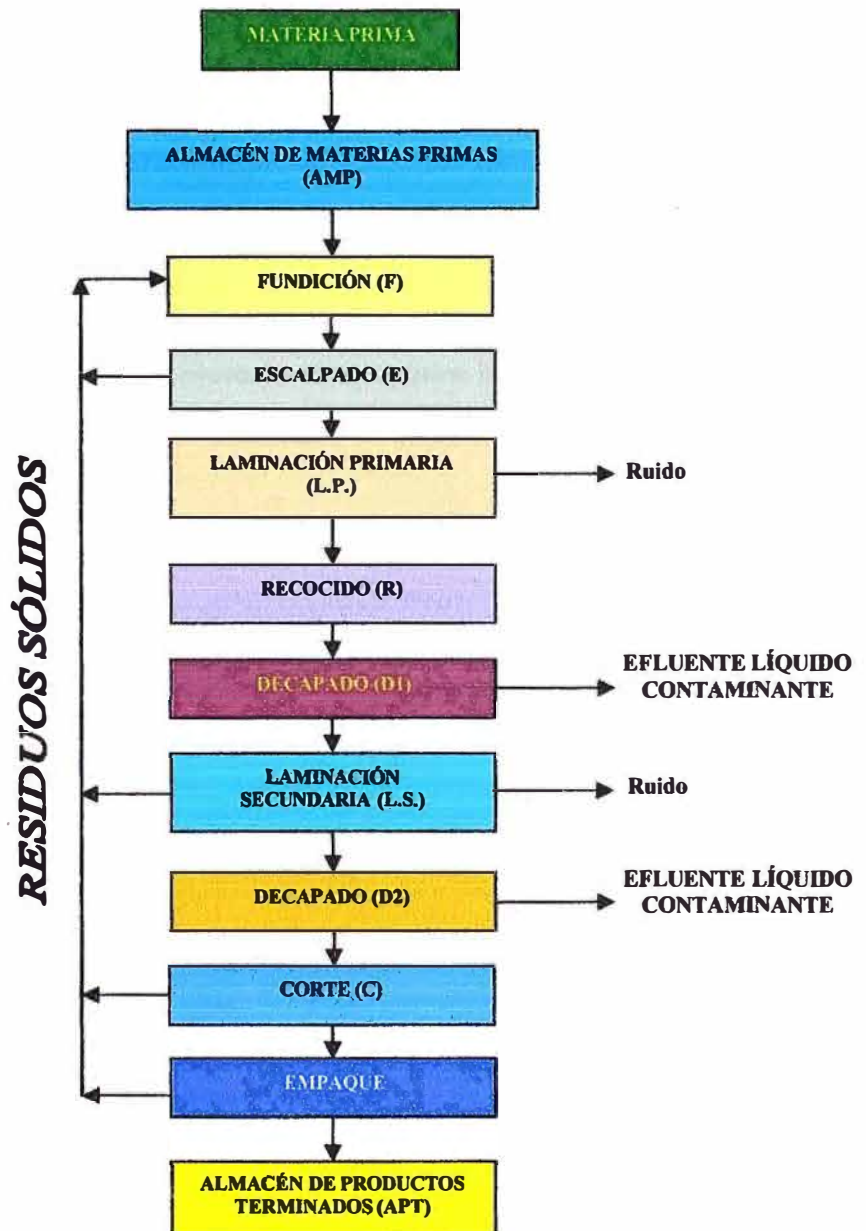 MATERIA PRIMA
ALMACÉN DE MATERIAS PRIMAS
(AMP)
FUNDICIÓN (F)
ESCALPADO (E)
LAMINACIÓN PRIMARIA
(L.P.)
Ruido
RECOCIDO (R)
DECAPADO (D1)
EFLUENTE LÍQUIDO
CONTAMINANTE
LAMINACIÓN
SECUNDARIA (L.S.)
Ruido
DECAPADO (D2)
EFLUENTE LÍQUIDO
CONTAMINANTE
CORTE (C)
EMPAQUE
ALMACÉN DE PRODUCTOS
TERMINADOS (APT)
RESIDUOS SÓLIDOS